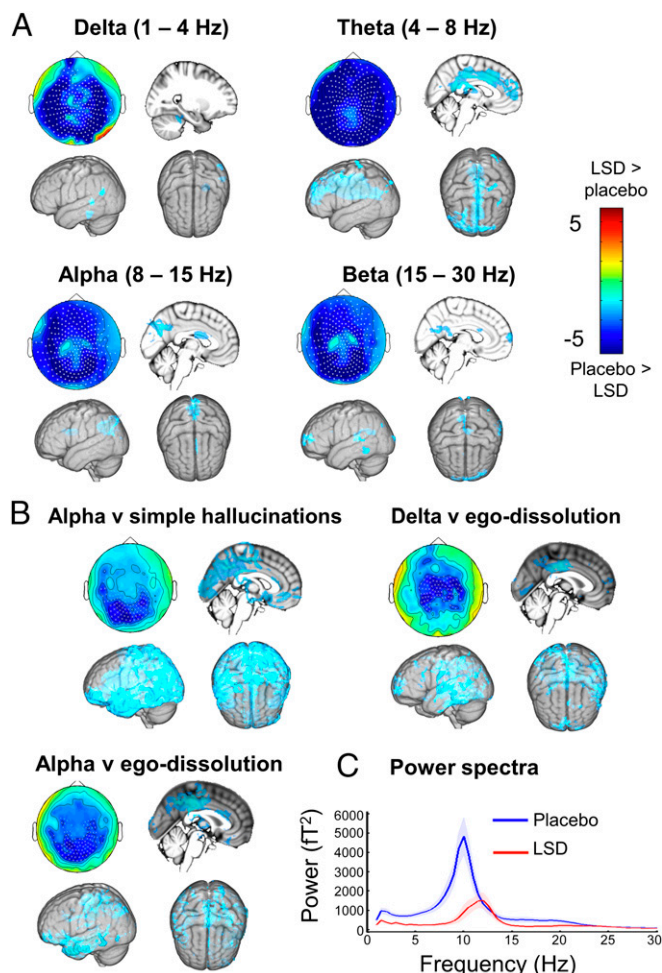 A
Delta (1 – 4 Hz)
Theta (4 – 8 Hz)
LSD >
placebo
5
-5
Placebo >
LSD
Alpha (8 – 15 Hz)
Beta (15 – 30 Hz)
B
Alpha v simple hallucinations
Delta v ego-dissolution
Alpha v ego-dissolution
C Power spectra
Placebo
LSD
Power (fT²)
6000
5000
4000
3000
2000
1000
0
0 5 10 15 20 25 30
Frequency (Hz)